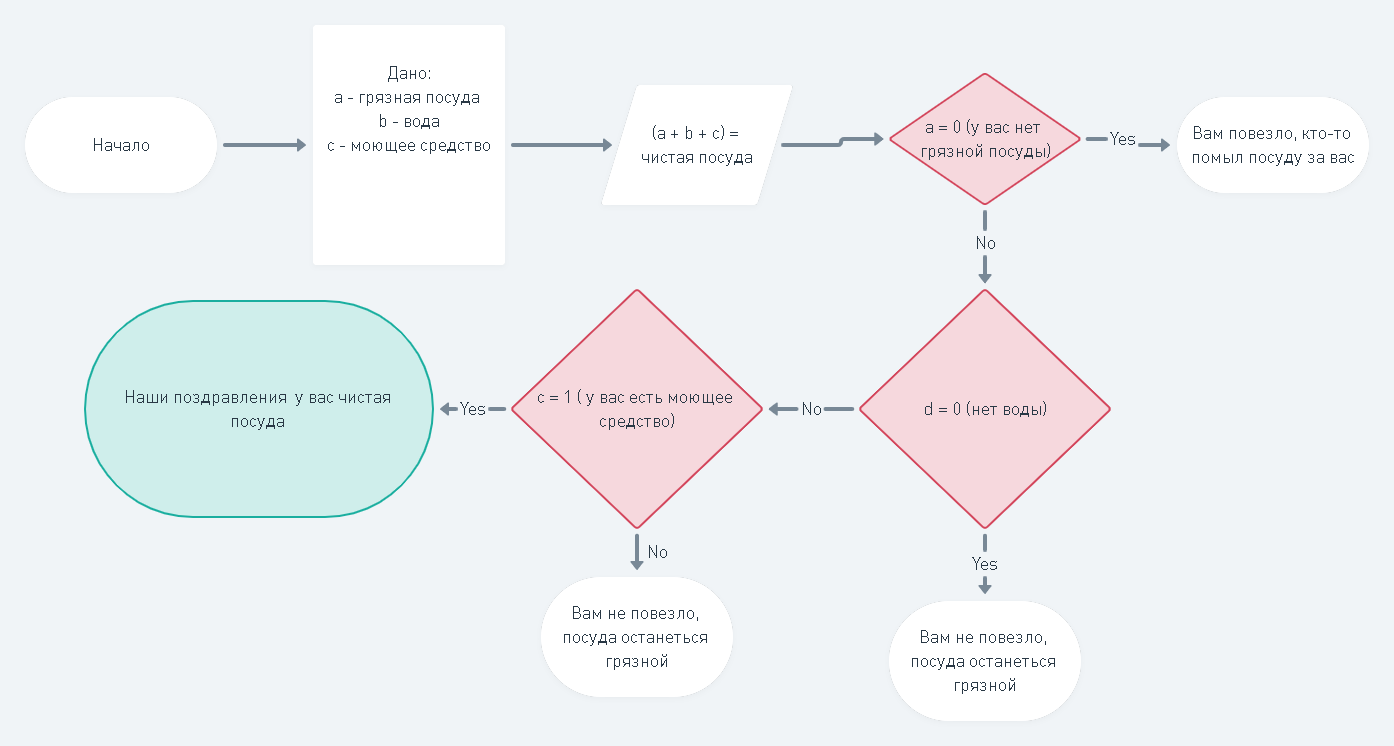 Начало
Дано:
a - грязная посуда
b - вода
c - моющее средство
(a + b + c) =
чистая посуда
a = 0 (у вас нет
грязной посуды)
Yes
Вам повезло, кто-то
помыл посуду за вас
No
d = 0 (нет воды)
No
c = 1 ( у вас есть моющее
средство)
Yes
Наши поздравления  у вас чистая
посуда
No
Вам не повезло,
посуда останеться
грязной
Yes
Вам не повезло,
посуда останеться
грязной